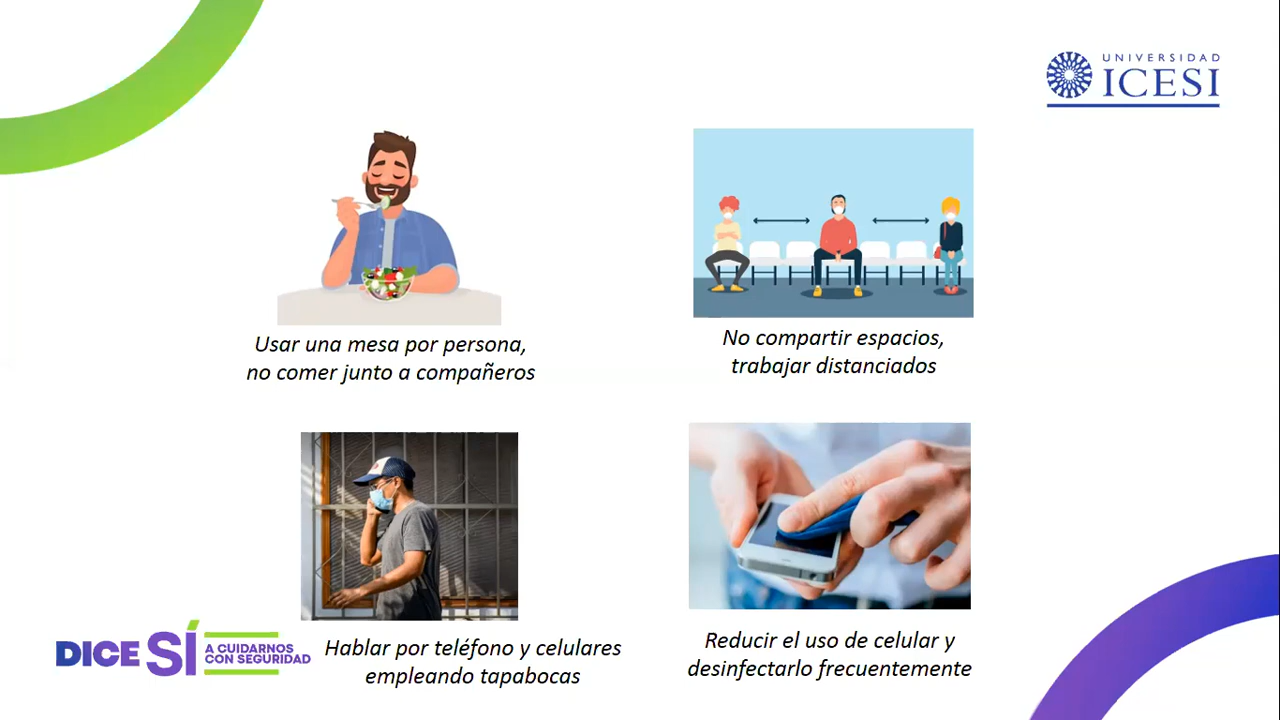 UNIVERSIDAD
ICESI
Usar una mesa por persona,
no comer junto a compañeros
No compartir espacios,
trabajar distanciados
Hablar por teléfono y celulares
empleando tapabocas
Reducir el uso de celular y
desinfectarlo frecuentemente
DICE SÍ A CUIDARNOS
CON SEGURIDAD